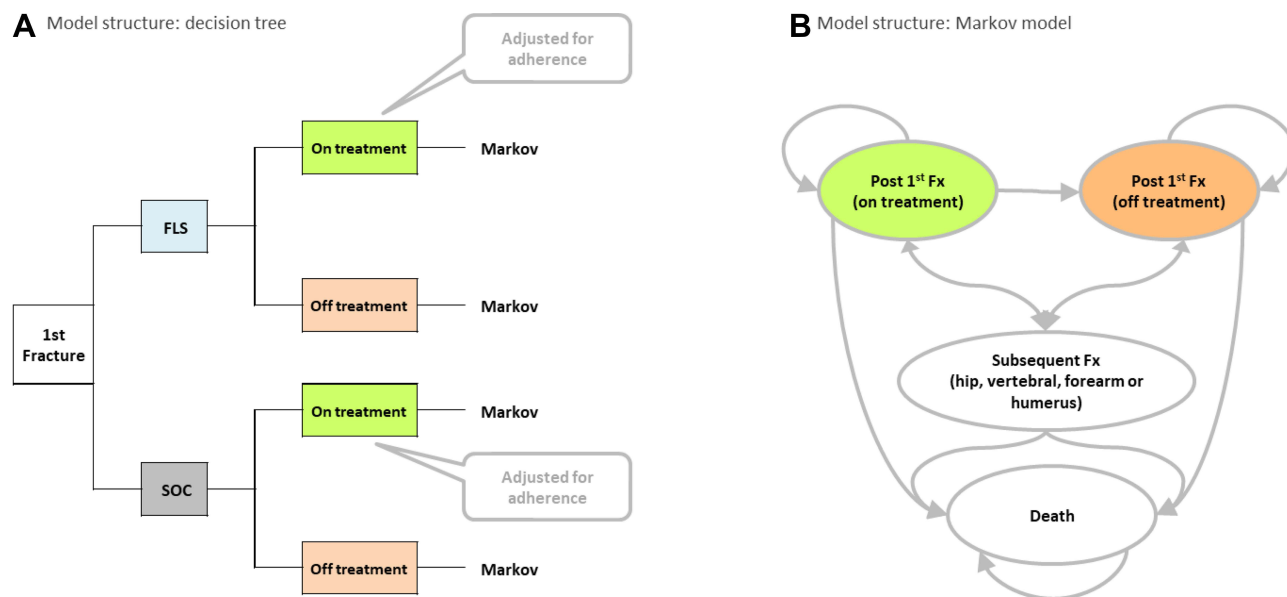 A Model structure: decision tree
Adjusted for
adherence
On treatment
Markov
FLS
Off treatment
Markov
1st
Fracture
On treatment
Markov
SOC
Adjusted for
adherence
Off treatment
Markov
B Model structure: Markov model
Post 1st Fx
(on treatment)
Post 1st Fx
(off treatment)
Subsequent Fx
(hip, vertebral, forearm or
humerus)
Death